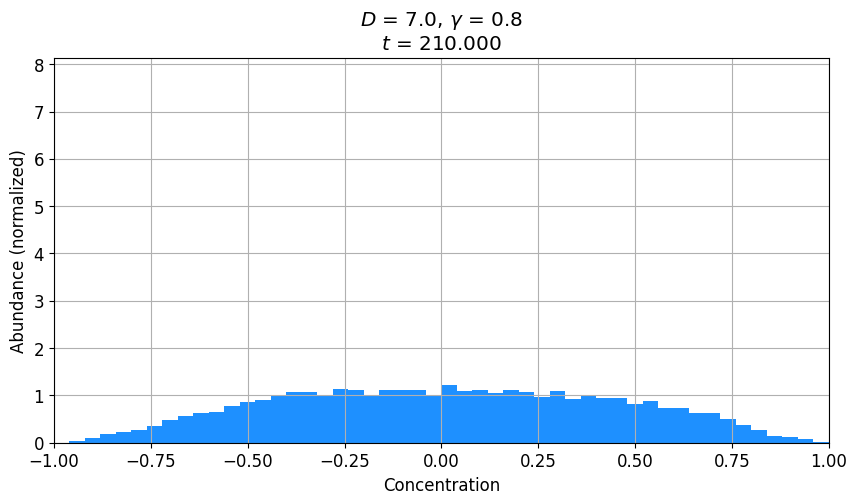 D = 7.0, γ = 0.8
t = 210.000
Abundance (normalized)
8
7
6
5
4
3
2
1
0
−1.00 −0.75 −0.50 −0.25 0.00 0.25 0.50 0.75 1.00
Concentration